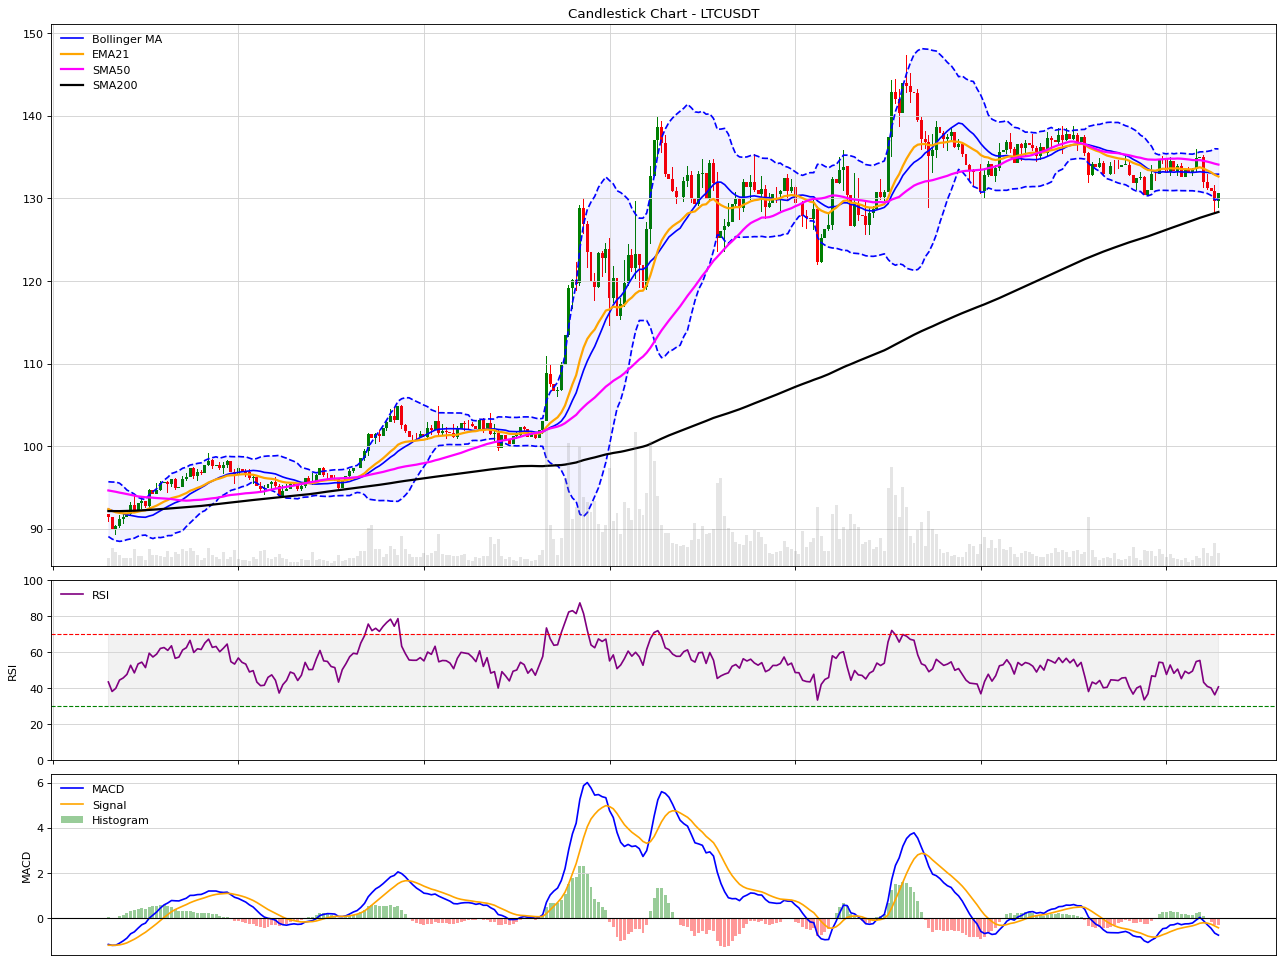 Candlestick Chart - LTCUSDT
Bollinger MA
EMA21
SMA50
SMA200
150
140
130
120
110
100
90
RSI
RSI
100
80
60
40
20
0
MACD
Signal
Histogram
MACD
6
4
2
0